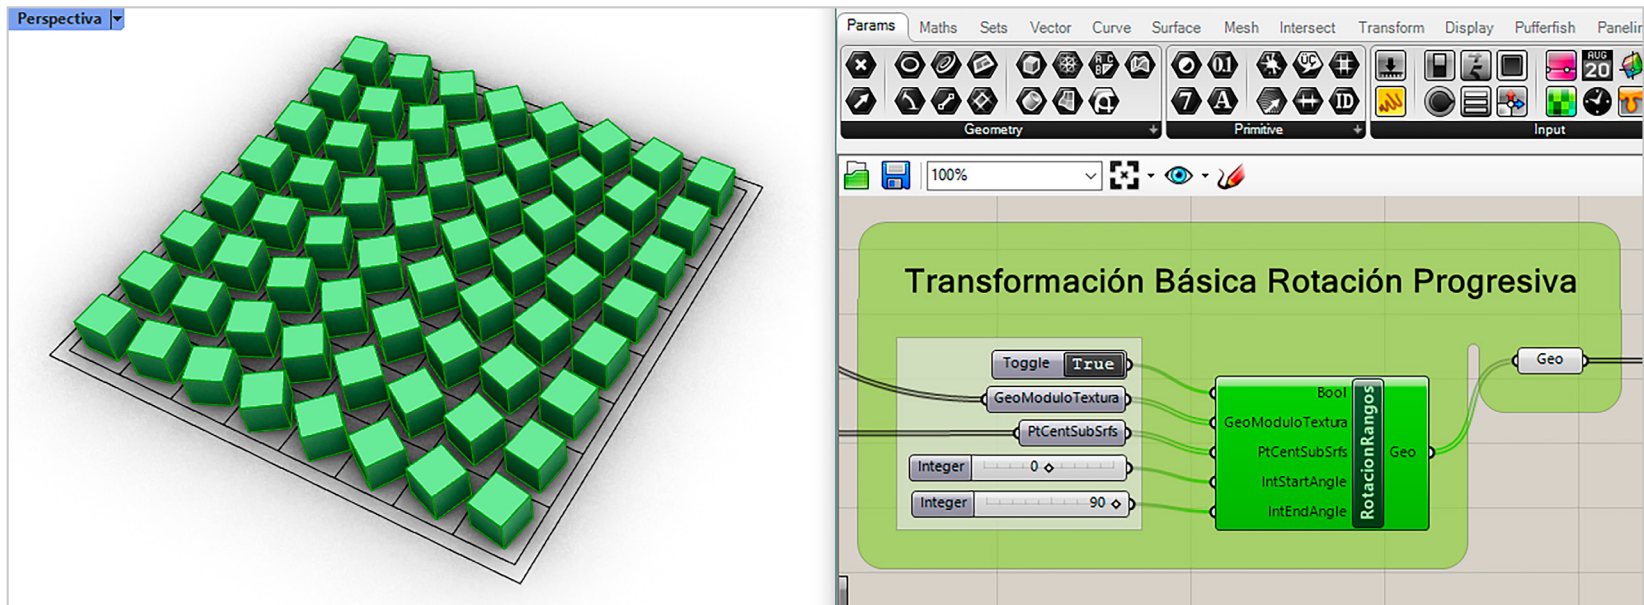 Perspectiva
Params Maths Sets Vector Curve Surface Mesh Intersect Transform Display Pufferfish
Geometry Primitive Input
100%
Transformación Básica Rotación Progresiva
Toggle True
GeoModuloTextura
PtCentSubSrfs
Integer 0
Integer 90
Bool
GeoModuloTextura
PtCentSubSrfs
IntStartAngle
IntEndAngle
RotacionRangos
Geo
Geo
AUG
20
0.1
7
A
ID